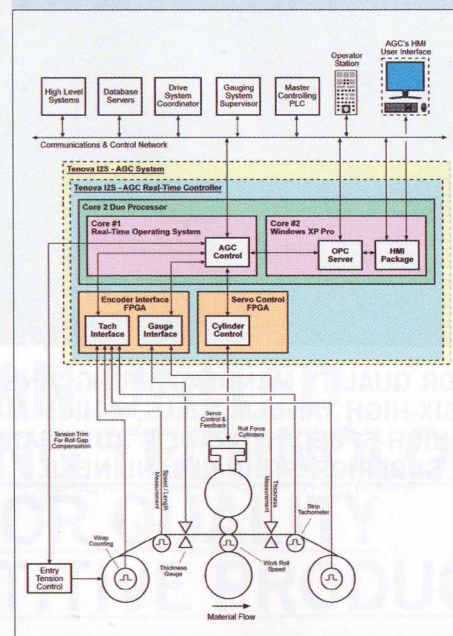 AGC's HMI
User Interface
Operator
Station
High Level
Systems
Database
Servers
Drive
System
Coordinator
Gauging
System
Supervisor
Master
Controlling
PLC
Communications & Control Network
Tenova I2S - AGC System
Tenova I2S - AGC Real-Time Controller
Core 2 Duo Processor
Core #1
Real-Time Operating System
Core #2
Windows XP Pro
AGC
Control
OPC
Server
HMI
Package
Encoder Interface
FPGA
Servo Control
FPGA
Tach
Interface
Gauge
Interface
Cylinder
Control
Tension Trim
For Roll Gap
Compensation
Servo
Control &
Feedback
Roll Force
Cylinders
Speed / Length
Measurement
Thickness
Measurement
Strip
Tachometer
Wrap
Counting
Thickness
Gauge
Work Roll
Speed
Entry
Tension
Control
Material Flow